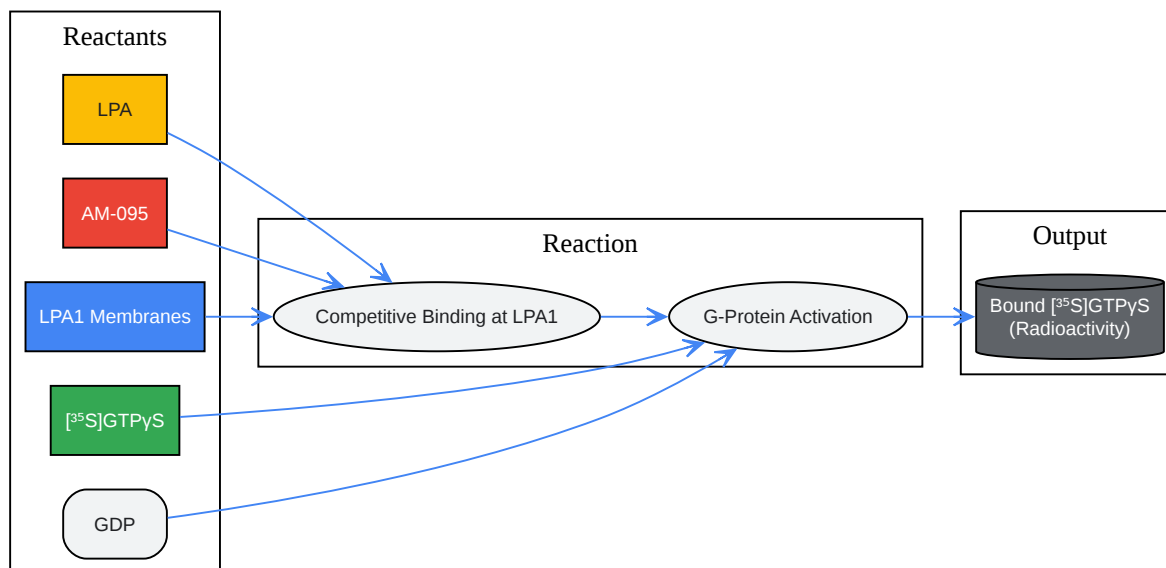 Reactants
LPA
AM-095
LPA1 Membranes
[³⁵S]GTPγS
GDP
Reaction
Competitive Binding at LPA1
G-Protein Activation
Output
Bound [³⁵S]GTPγS
(Radioactivity)